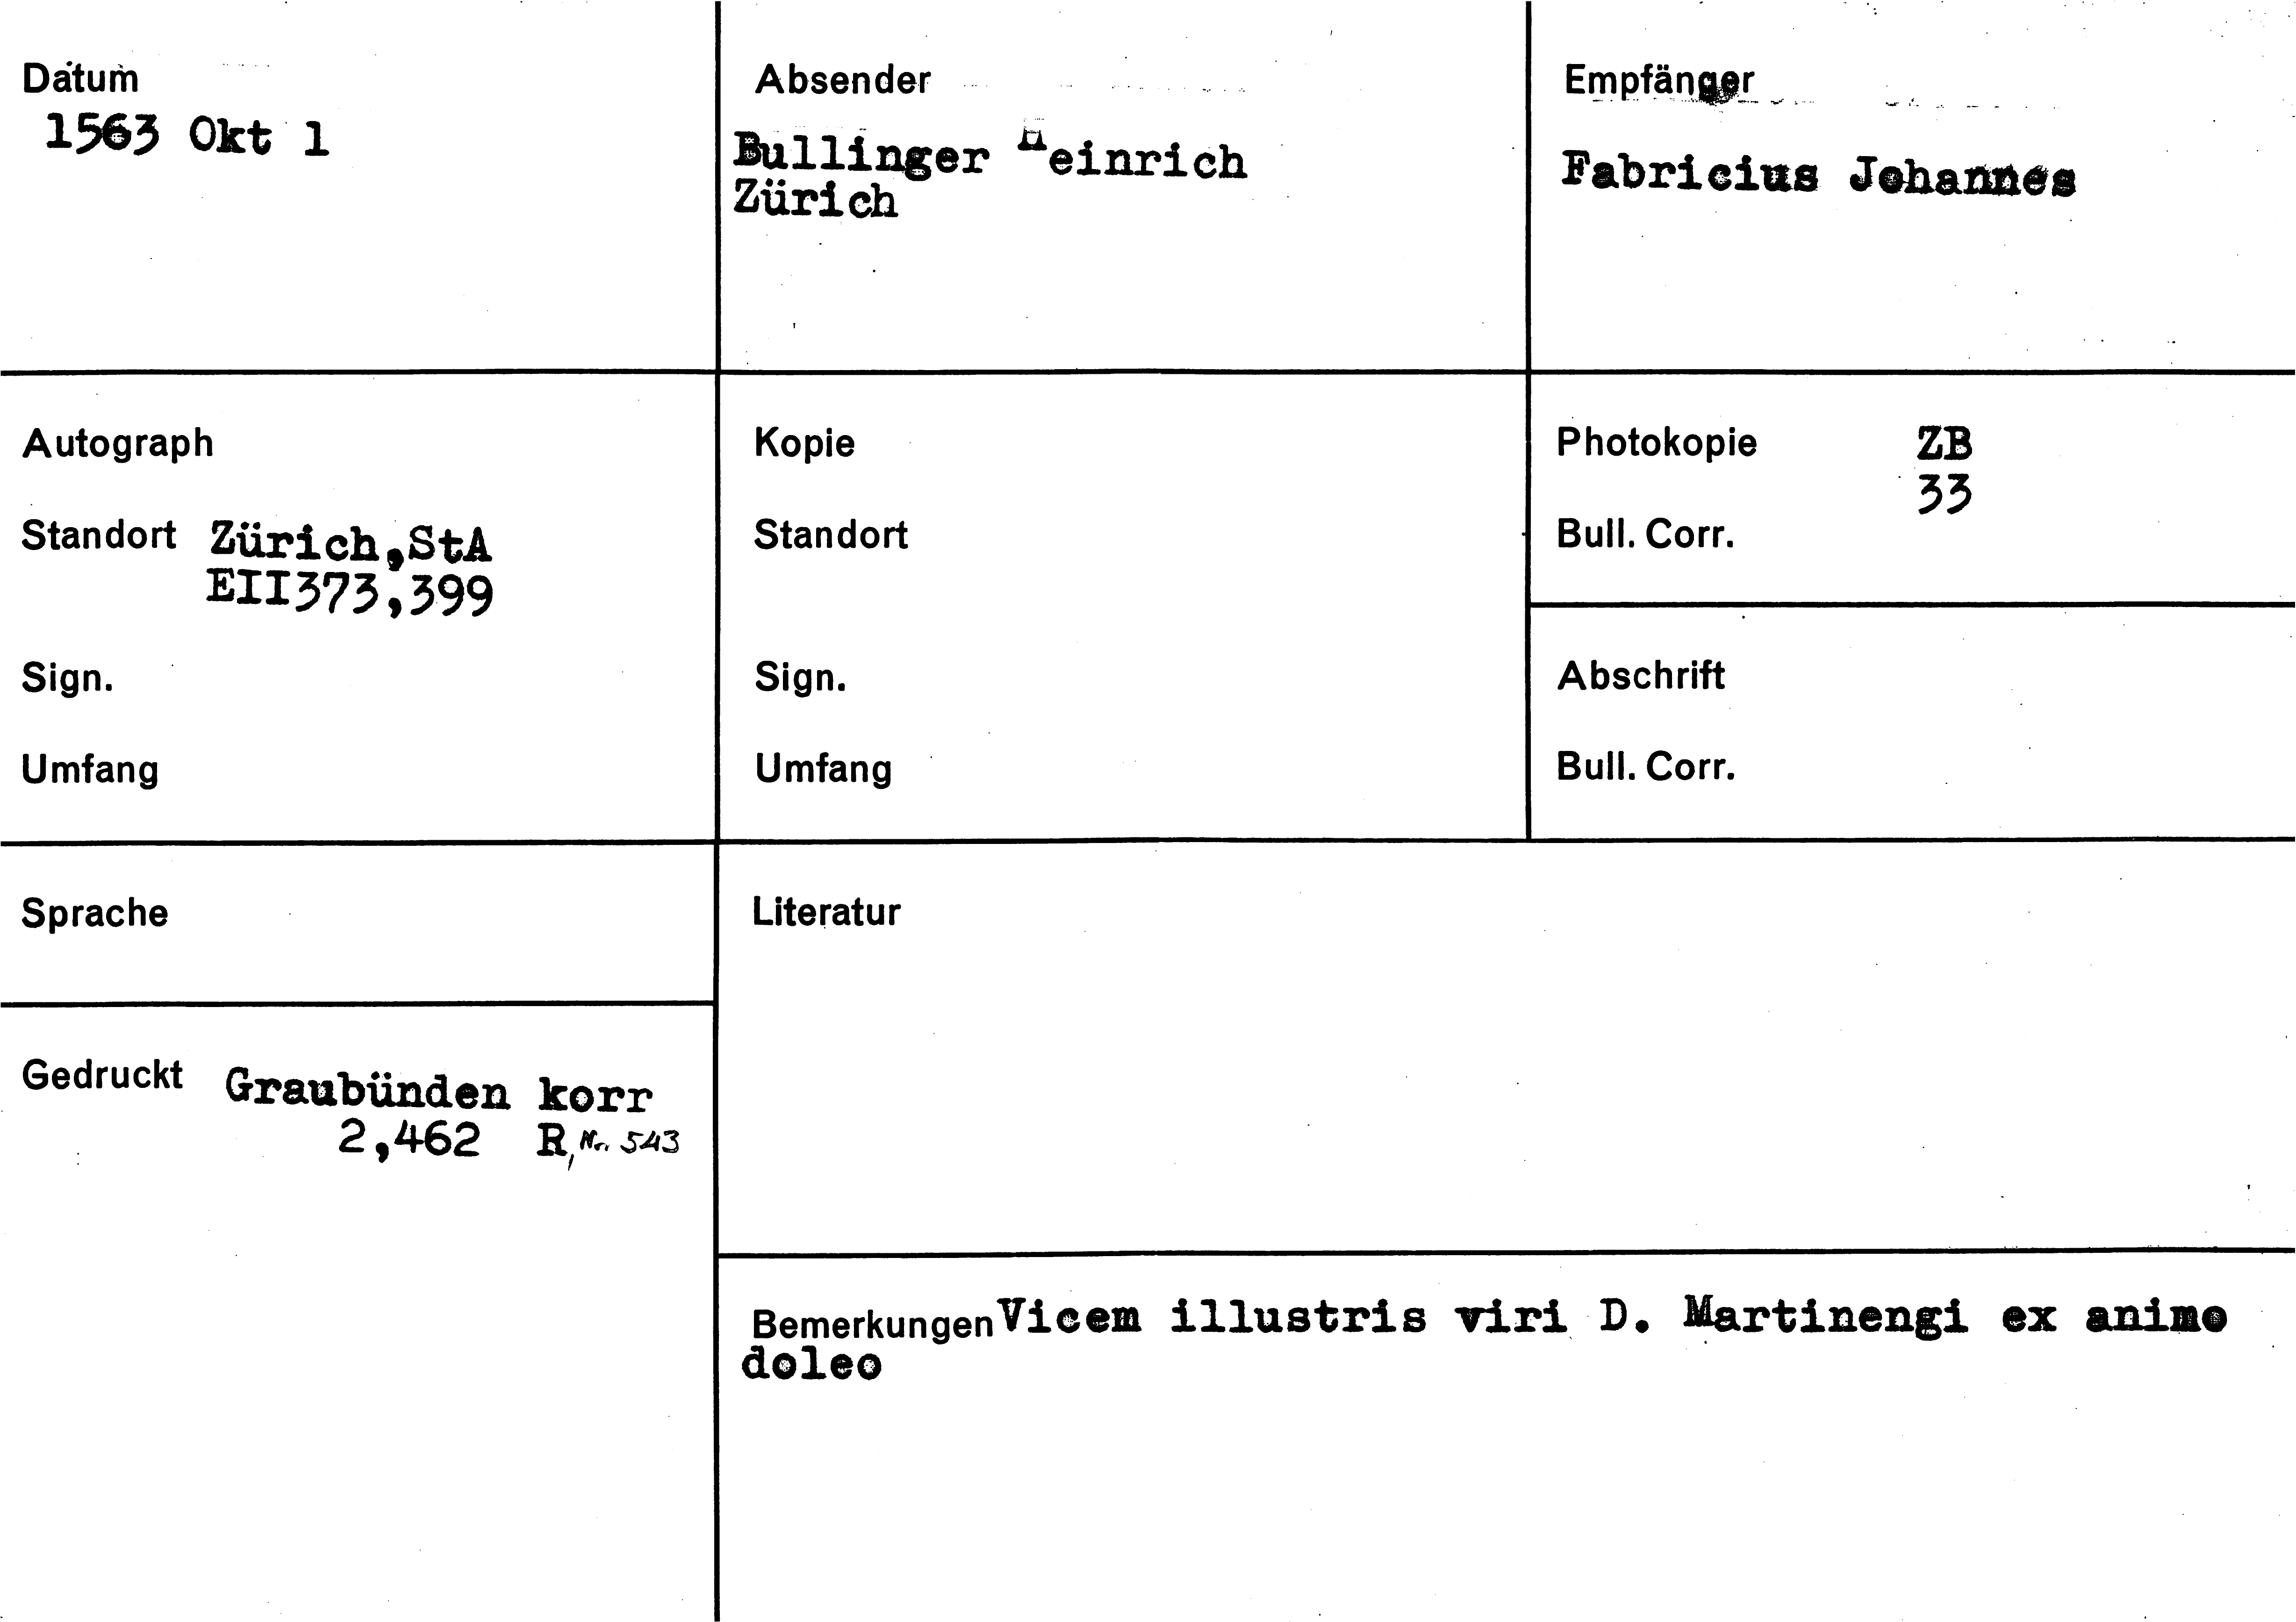 Datum
1563 Okt 1
Absender
Bullinger Heinrich
Zürich
Empfänger
Fabricius Johannes
Autograph
Standort Zürich,StA
EII373,399
Sign.
Umfang
Kopie
Standort
Sign.
Umfang
Photokopie ZB
33
Bull. Corr.
Abschrift
Bull. Corr.
Sprache
Gedruckt Graubünden korr
2,462 R, Nr. 543
Literatur
Bemerkungen Vicem illustris viri D. Martinengi ex animo
doleo